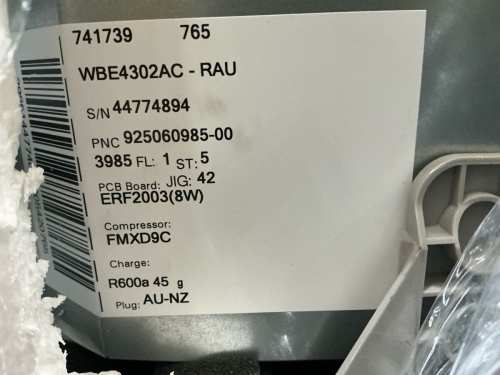 741739 765
WBE4302AC - RAU
S/N 44774894
PNC 925060985-00
3985 FL: 1 ST: 5
PCB Board: JIG: 42
ERF2003(8W)
Compressor:
FMXD9C
Charge:
R600a 45 g
Plug: AU-NZ